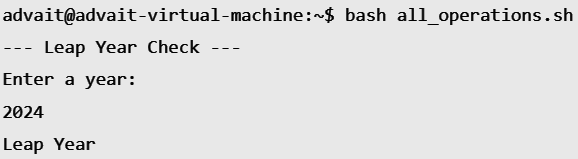 advait@advait-virtual-machine:~$ bash all_operations.sh
--- Leap Year Check ---
Enter a year:
2024
Leap Year